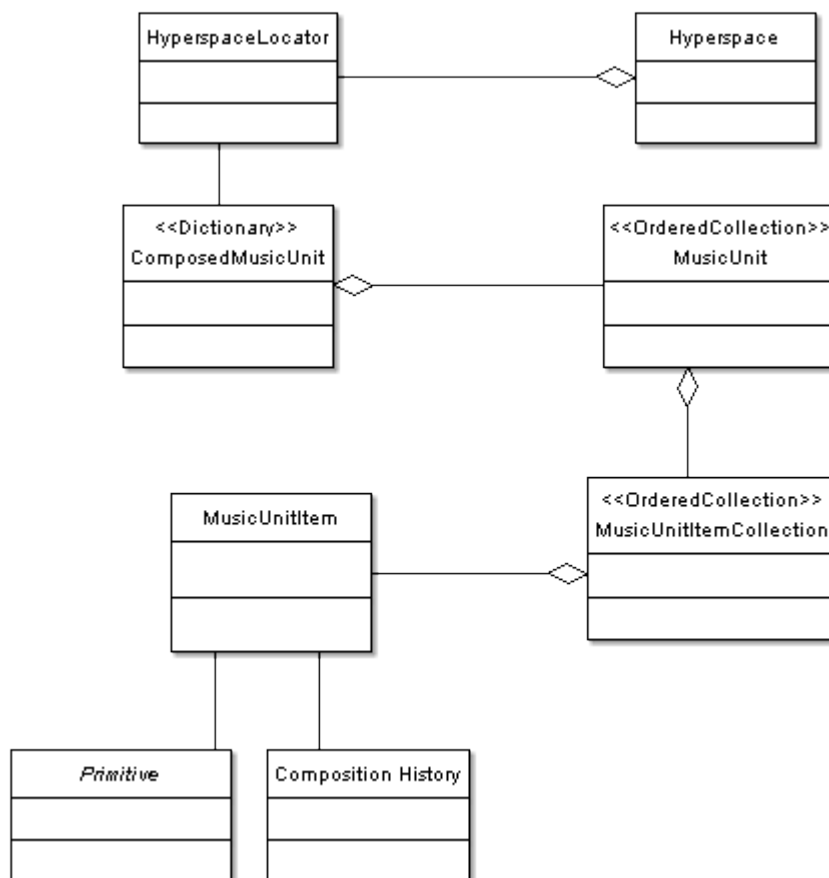 HyperspaceLocator
Hyperspace
<<Dictionary>>
ComposedMusicUnit
<<OrderedCollection>>
MusicUnit
<<OrderedCollection>>
MusicUnitItemCollection
MusicUnitItem
Primitive
Composition History